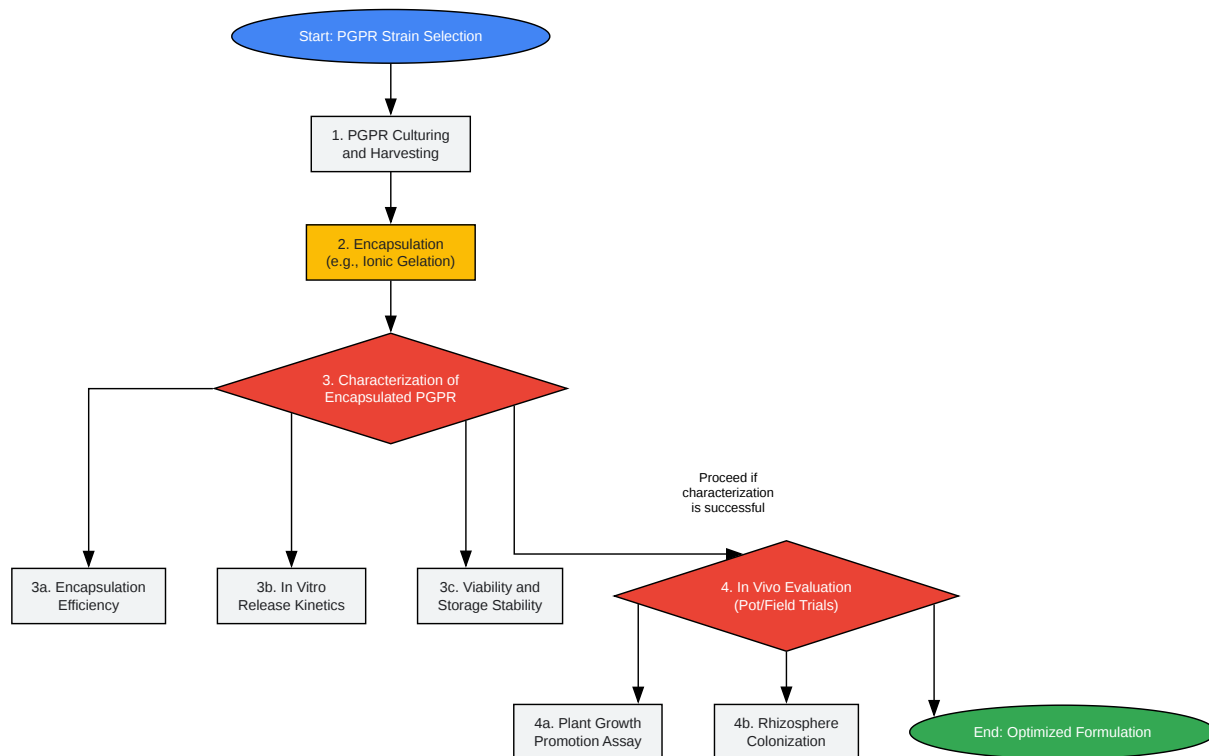 Start: PGPR Strain Selection
1. PGPR Culturing
and Harvesting
2. Encapsulation
(e.g., Ionic Gelation)
3. Characterization of
Encapsulated PGPR
Proceed if
characterization
is successful
3a. Encapsulation
Efficiency
3b. In Vitro
Release Kinetics
3c. Viability and
Storage Stability
4. In Vivo Evaluation
(Pot/Field Trials)
4a. Plant Growth
Promotion Assay
4b. Rhizosphere
Colonization
End: Optimized Formulation